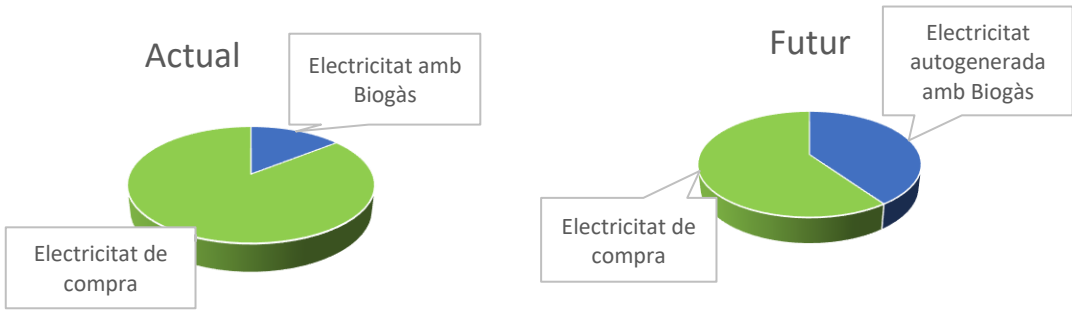 Actual
Electricitat amb
Biogàs
Electricitat de
compra
Futur
Electricitat
autogenerada
amb Biogàs
Electricitat de
compra